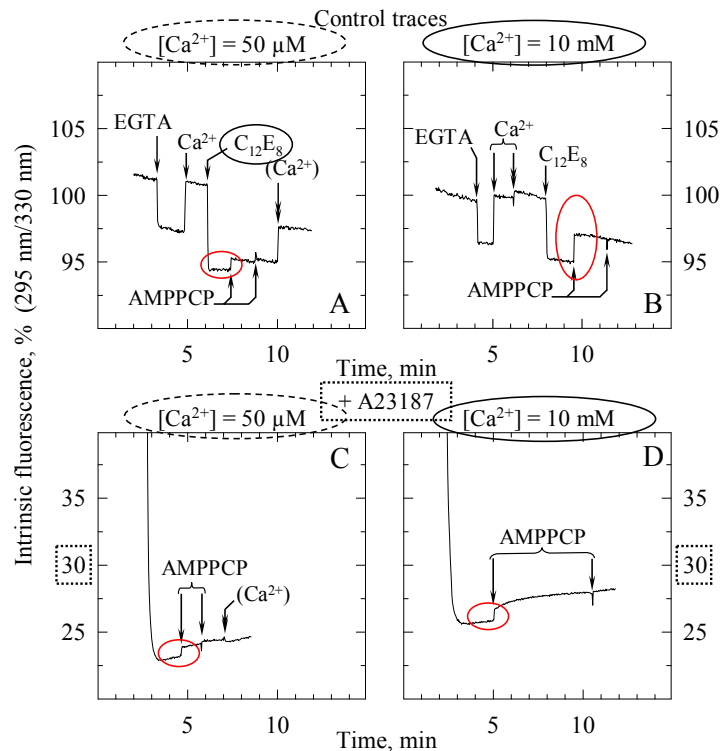 Control traces
[Ca²⁺] = 50 µM
[Ca²⁺] = 10 mM
105
100
95
EGTA
Ca²⁺
C₁₂E₈
(Ca²⁺)
AMPPCP
A
5
10
EGTA
Ca²⁺
C₁₂E₈
AMPPCP
B
5
10
105
100
95
Time, min
+ A23187
[Ca²⁺] = 50 µM
[Ca²⁺] = 10 mM
Intrinsic fluorescence, % (295 nm/330 nm)
35
30
25
C
AMPPCP
(Ca²⁺)
5
10
D
AMPPCP
5
10
35
30
25
Time, min